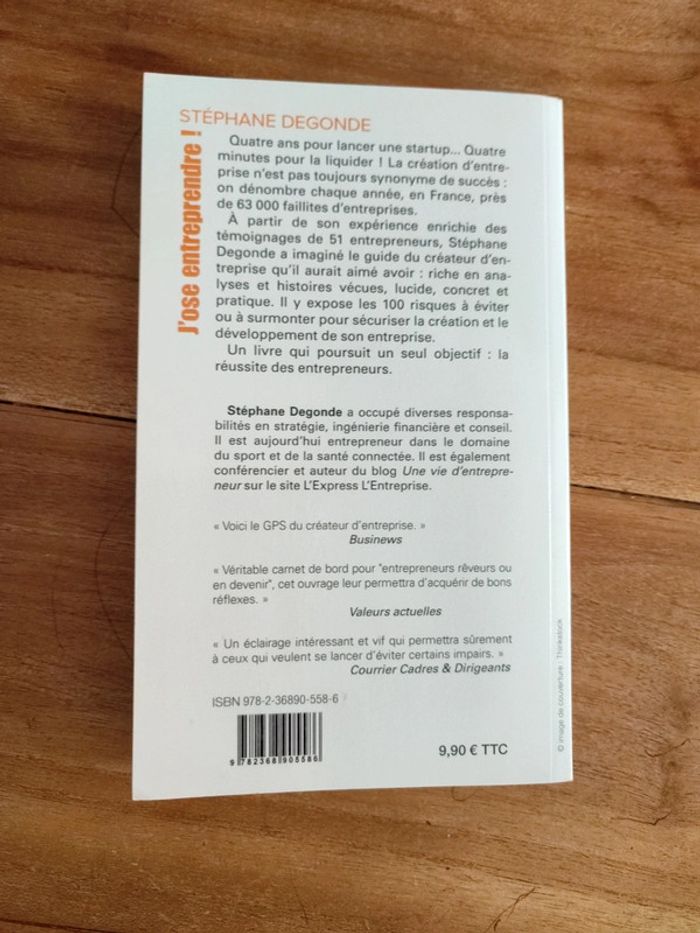 STÉPHANE DEGONDE
J'ose entreprendre !
Quatre ans pour lancer une startup... Quatre
minutes pour la liquider ! La création d'entre-
prise n'est pas toujours synonyme de succès :
on dénombre chaque année, en France, près
de 63 000 faillites d'entreprises.
À partir de son expérience enrichie des
témoignages de 51 entrepreneurs, Stéphane
Degonde a imaginé le guide du créateur d'en-
treprise qu'il aurait aimé avoir : riche en ana-
lyses et histoires vécues, lucide, concret et
pratique. Il y expose les 100 risques à éviter
ou à surmonter pour sécuriser la création et le
développement de son entreprise.
Un livre qui poursuit un seul objectif : la
réussite des entrepreneurs.
Stéphane Degonde a occupé diverses responsa-
bilités en stratégie, ingénierie financière et conseil.
Il est aujourd'hui entrepreneur dans le domaine
du sport et de la santé connectée. Il est également
conférencier et auteur du blog Une vie d'entrepre-
neur sur le site L'Express L'Entreprise.
« Voici le GPS du créateur d'entreprise. »
Businews
« Véritable carnet de bord pour "entrepreneurs rêveurs ou
en devenir", cet ouvrage leur permettra d'acquérir de bons
réflexes. »
Valeurs actuelles
« Un éclairage intéressant et vif qui permettra sûrement
à ceux qui veulent se lancer d'éviter certains impairs. »
Courrier Cadres & Dirigeants
ISBN 978-2-36890-558-6
9 782368 905586
9,90 € TTC
© image de couverture : Thinkstock